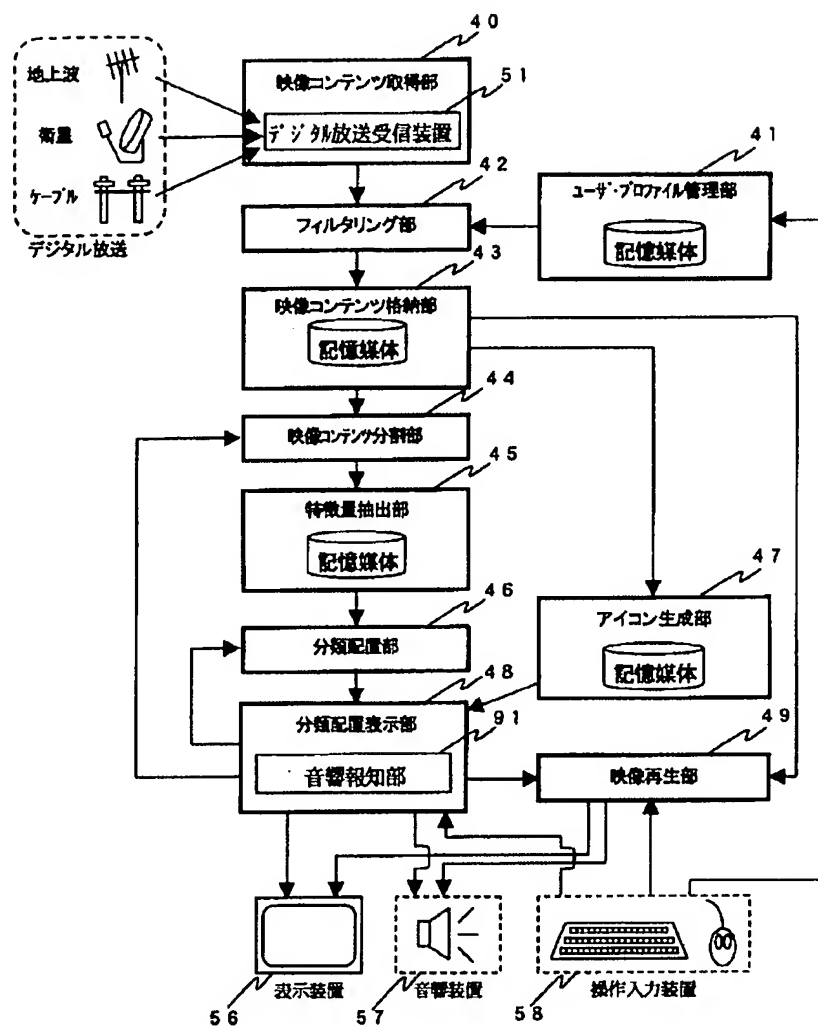 40
地上波
映像コンテンツ取得部
51
デジタル放送受信装置
衛星
41
42
ケーブル
ユーザ・プロファイル管理部
フィルタリング部
記憶媒体
デジタル放送
43
映像コンテンツ格納部
記憶媒体
44
映像コンテンツ分割部
45
特徴量抽出部
記憶媒体
47
46
アイコン生成部
分類配置部
記憶媒体
48
分類配置表示部
91
49
音響報知部
映像再生部
表示装置
音響装置
操作入力装置
56
57
58